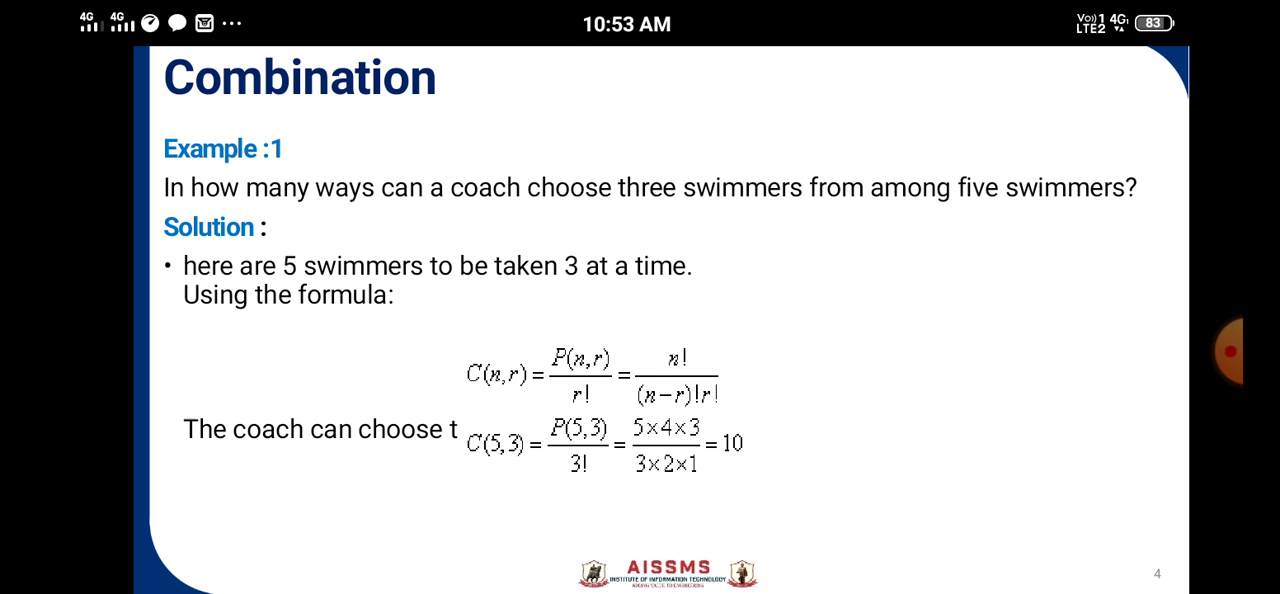 4G 4G 10:53 AM Vo)) 1 4G 83
LTE2
Combination
Example :1
In how many ways can a coach choose three swimmers from among five swimmers?
Solution :
• here are 5 swimmers to be taken 3 at a time.
Using the formula:
C(n,r) = P(n,r) / r! = n! / (n−r)!r!
The coach can choose t
C(5,3) = P(5,3) / 3! = 5×4×3 / 3×2×1 = 10
AISSMS
INSTITUTE OF INFORMATION TECHNOLOGY
4